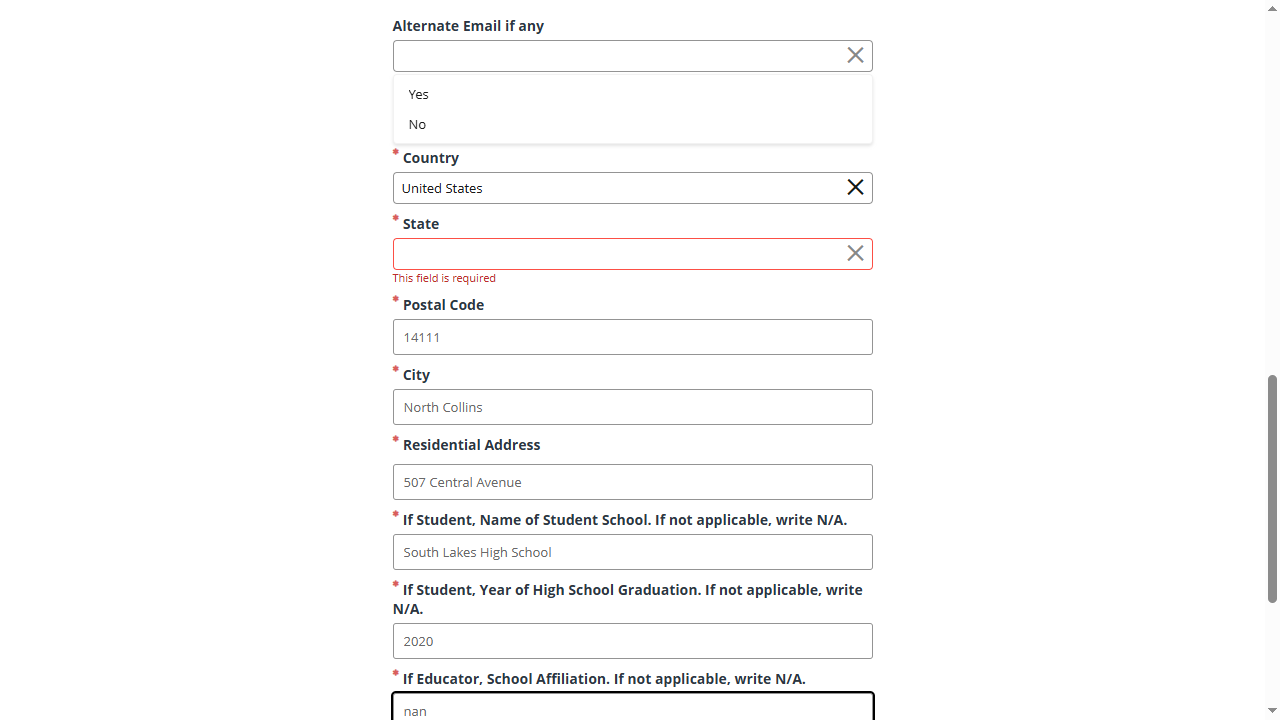 Alternate Email if any
Yes
No
* Country
United States
* State
This field is required
* Postal Code
14111
* City
North Collins
* Residential Address
507 Central Avenue
* If Student, Name of Student School. If not applicable, write N/A.
South Lakes High School
* If Student, Year of High School Graduation. If not applicable, write
N/A.
2020
* If Educator, School Affiliation. If not applicable, write N/A.
nan